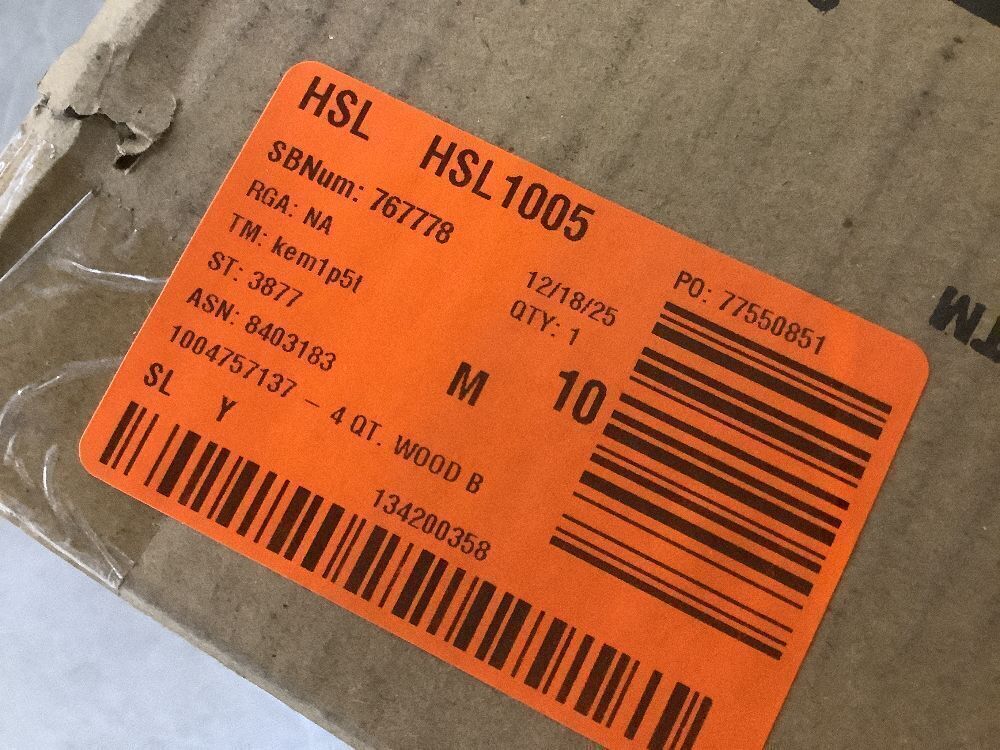 HSL HSL1005
SBNum: 767778
RGA: NA
TM: kem1p5t
ST: 3877
ASN: 8403183
12/18/25
QTY: 1
PO: 77550851
1004757137 – 4 QT. WOOD B
M 10
SL Y
134200358
TM